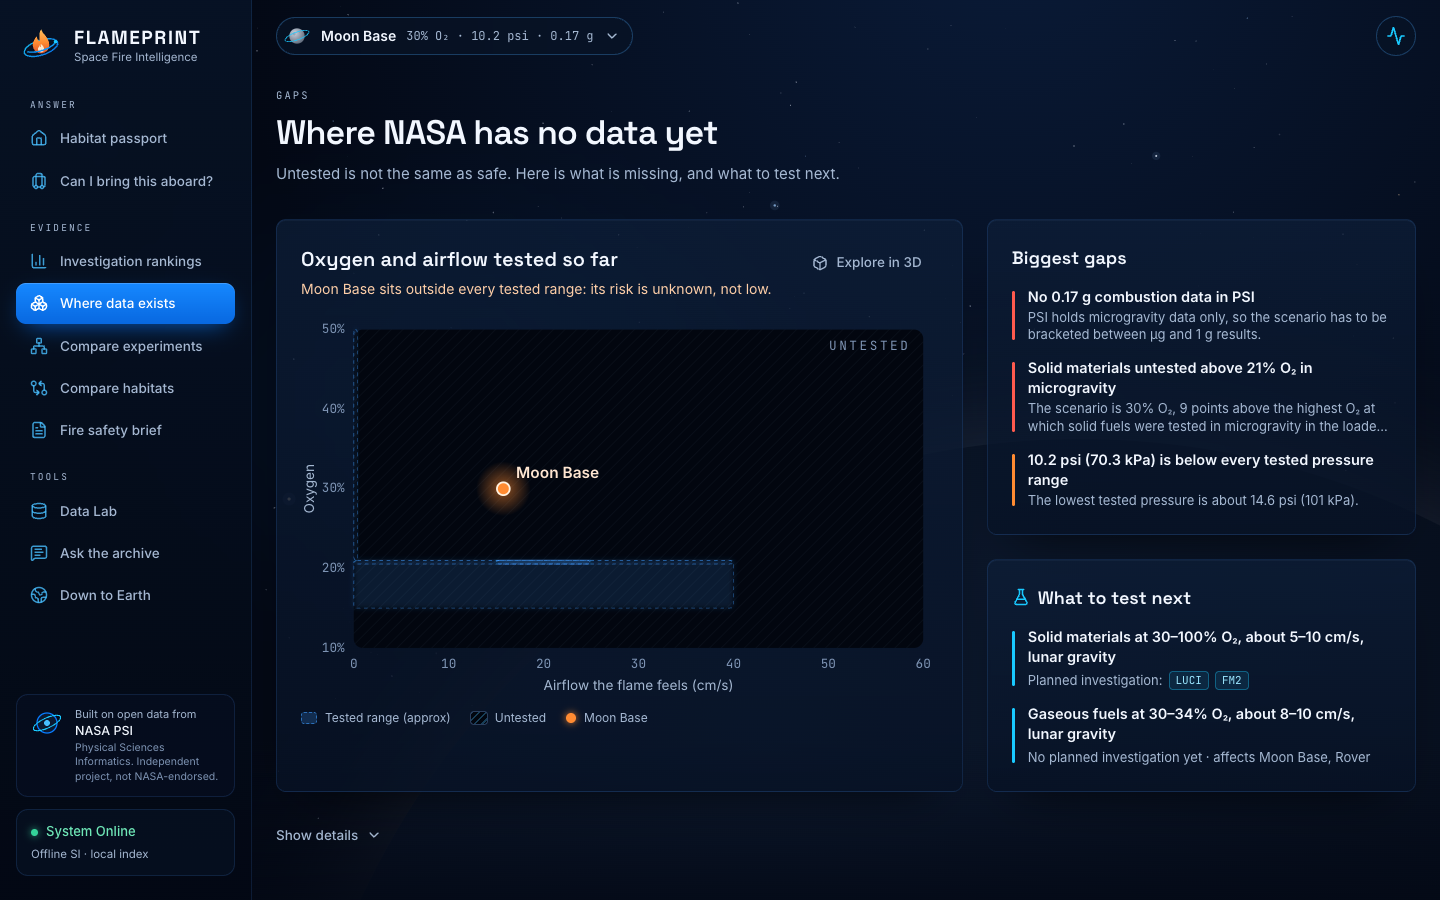 FLAMEPRINT
Space Fire Intelligence
ANSWER
Habitat passport
Can I bring this aboard?
EVIDENCE
Investigation rankings
Where data exists
Compare experiments
Compare habitats
Fire safety brief
TOOLS
Data Lab
Ask the archive
Down to Earth
Built on open data from
NASA PSI
Physical Sciences
Informatics. Independent
project, not NASA-endorsed.
System Online
Offline SI · local index
Moon Base 30% O₂ · 10.2 psi · 0.17 g
GAPS
Where NASA has no data yet
Untested is not the same as safe. Here is what is missing, and what to test next.
Oxygen and airflow tested so far
Explore in 3D
Moon Base sits outside every tested range: its risk is unknown, not low.
50%
UNTESTED
40%
Moon Base
30%
Oxygen
20%
10%
0 10 20 30 40 50 60
Airflow the flame feels (cm/s)
Tested range (approx) Untested Moon Base
Show details
Biggest gaps
No 0.17 g combustion data in PSI
PSI holds microgravity data only, so the scenario has to be
bracketed between µg and 1 g results.
Solid materials untested above 21% O₂ in
microgravity
The scenario is 30% O₂, 9 points above the highest O₂ at
which solid fuels were tested in microgravity in the loade...
10.2 psi (70.3 kPa) is below every tested pressure
range
The lowest tested pressure is about 14.6 psi (101 kPa).
What to test next
Solid materials at 30–100% O₂, about 5–10 cm/s,
lunar gravity
Planned investigation: LUCI FM2
Gaseous fuels at 30–34% O₂, about 8–10 cm/s,
lunar gravity
No planned investigation yet · affects Moon Base, Rover